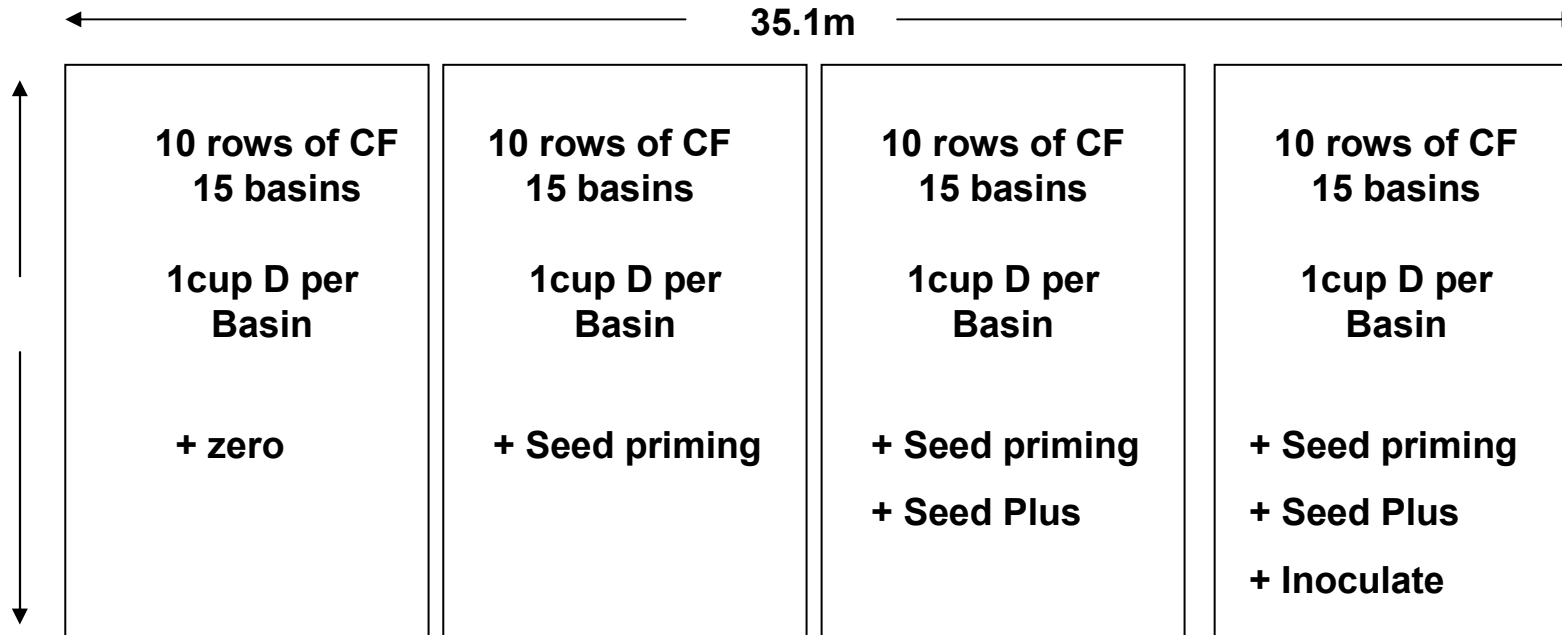 35.1m
10 rows of CF
15 basins
1cup D per
Basin
+ zero
10 rows of CF
15 basins
1cup D per
Basin
+ Seed priming
10 rows of CF
15 basins
1cup D per
Basin
+ Seed priming
+ Seed Plus
10 rows of CF
15 basins
1cup D per
Basin
+ Seed priming
+ Seed Plus
+ Inoculate